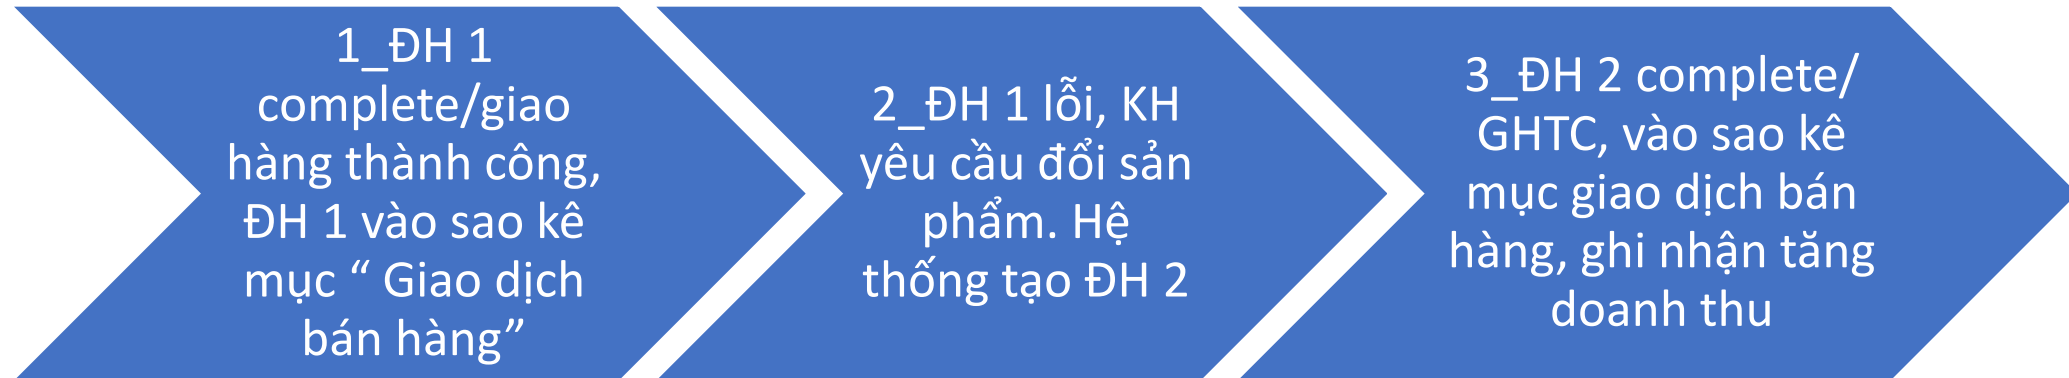 1_ĐH 1
complete/giao
hàng thành công,
ĐH 1 vào sao kê
mục “ Giao dịch
bán hàng”
2_ĐH 1 lỗi, KH
yêu cầu đổi sản
phẩm. Hệ
thống tạo ĐH 2
3_ĐH 2 complete/
GHTC, vào sao kê
mục giao dịch bán
hàng, ghi nhận tăng
doanh thu